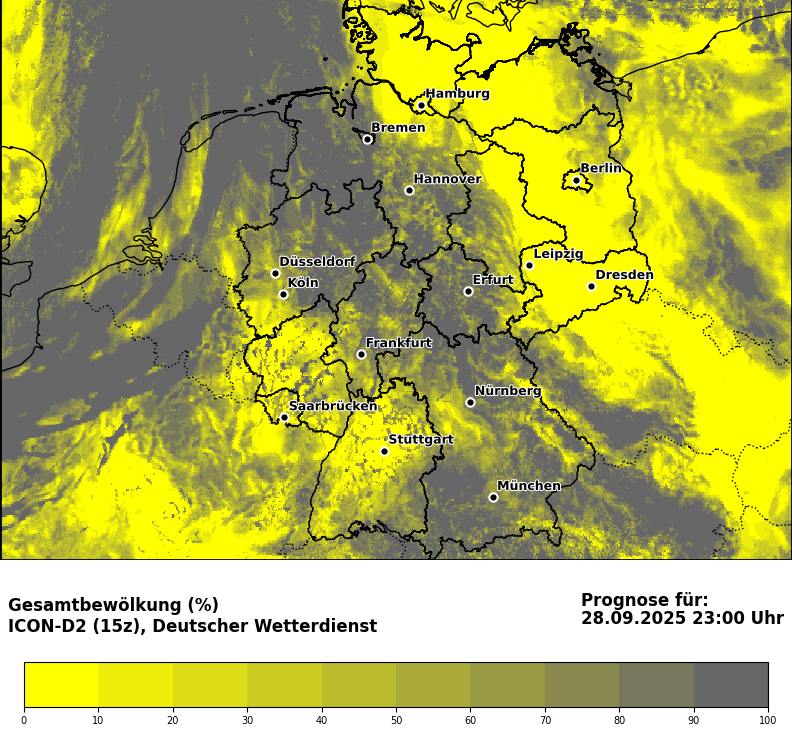 Hamburg
Bremen
Berlin
Hannover
Leipzig
Düsseldorf
Dresden
Köln
Erfurt
Frankfurt
Nürnberg
Saarbrücken
Stuttgart
München
Gesamtbewölkung (%)
ICON-D2 (15z), Deutscher Wetterdienst
Prognose für:
28.09.2025 23:00 Uhr
0 10 20 30 40 50 60 70 80 90 100